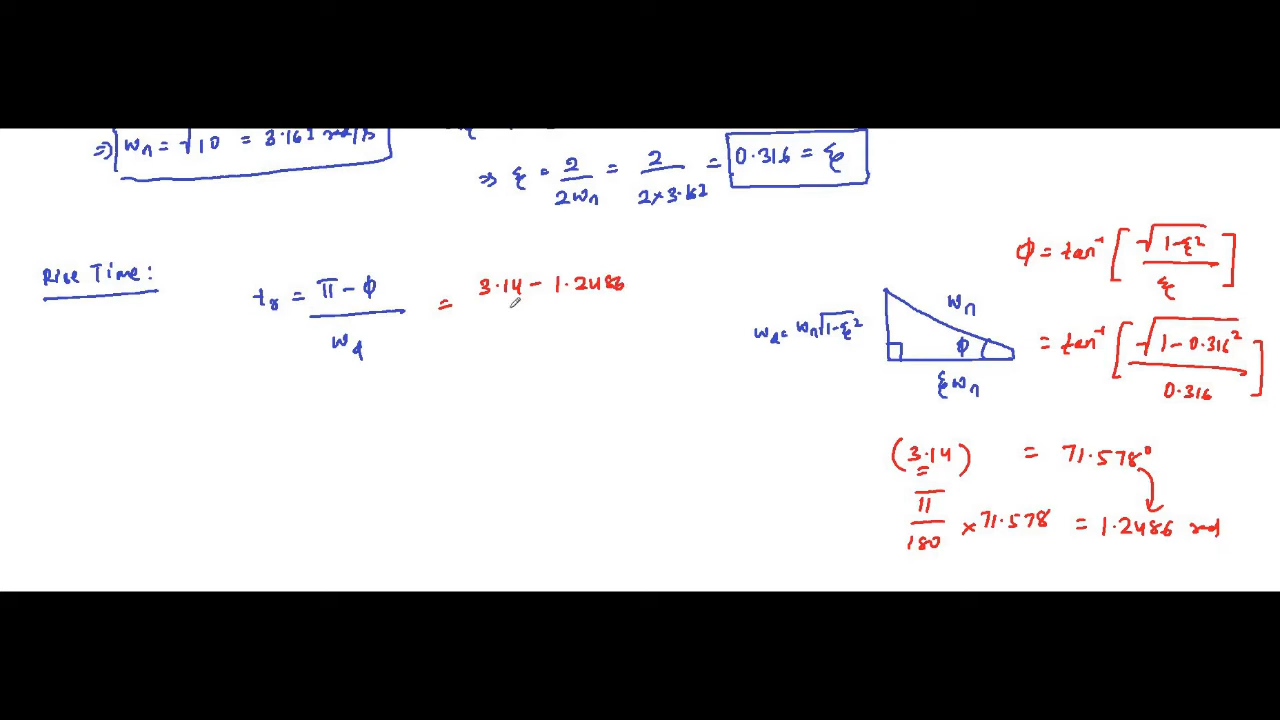 ⇒) ωn = √10 = 3.162 rad/s
⇒ ξ = 2/2ωn = 2/2×3.162 = 0.316 = ξ
Rise Time :
tr = π - ϕ/ωd = 3.14 - 1.2486
ωd = ωn√1-ξ²
ωn
ϕ
ξωn
ϕ = tan⁻¹ [√1-ξ²/ξ]
= tan⁻¹ [√1 - 0.316²/0.316]
(3.14) = 71.578°
π/180 × 71.578 = 1.2486 rad